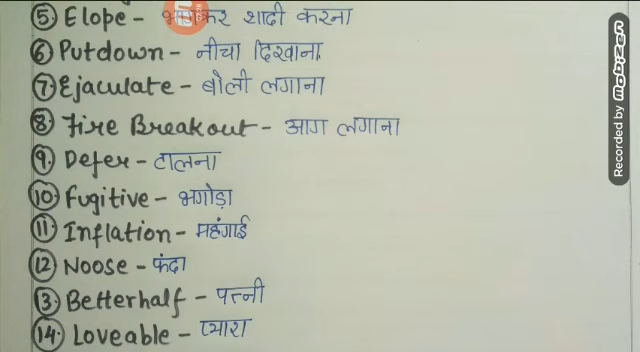 ⑤ Elope - भागकर शादी करना
⑥ Putdown - नीचा दिखाना
⑦ Ejaculate - बोली लगाना
⑧ Fire Breakout - आग लगाना
⑨ Defer - टालना
⑩ Fugitive - भगोड़ा
⑪ Inflation - महंगाई
⑫ Noose - फंदा
⑬ Betterhalf - पत्नी
⑭ Loveable - प्यारा
Recorded by mobizen